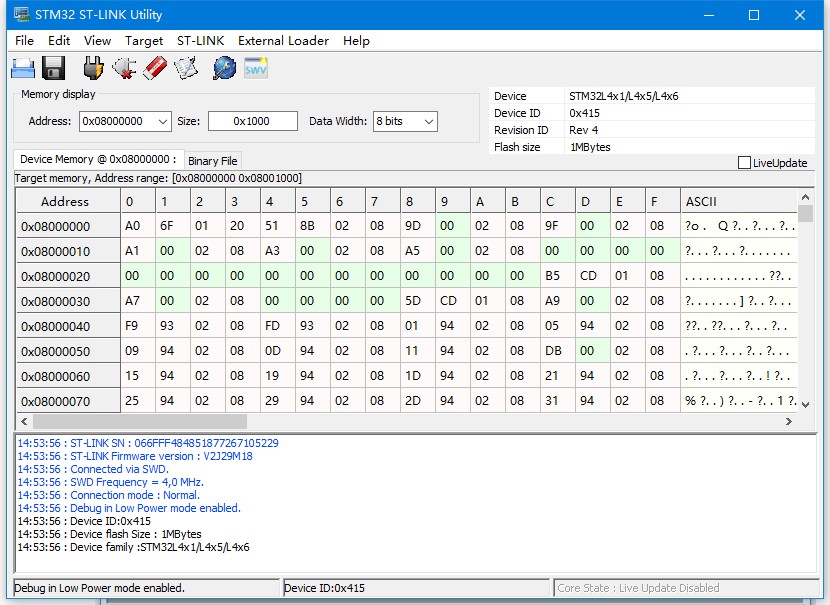 STM32 ST-LINK Utility
File Edit View Target ST-LINK External Loader Help
SWV
Memory display
Address: 0x08000000 Size: 0x1000 Data Width: 8 bits
Device STM32L4x1/L4x5/L4x6
Device ID 0x415
Revision ID Rev 4
Flash size 1MBytes
LiveUpdate
Device Memory @ 0x08000000 : Binary File
Target memory, Address range: [0x08000000 0x08001000]
Address 0 1 2 3 4 5 6 7 8 9 A B C D E F ASCII
0x08000000 A0 6F 01 20 51 8B 02 08 9D 00 02 08 9F 00 02 08 ?o. Q?..?...?..
0x08000010 A1 00 02 08 A3 00 02 08 A5 00 02 08 00 00 00 00 ?...?...?.......
0x08000020 00 00 00 00 00 00 00 00 00 00 00 00 B5 CD 01 08 ............??..
0x08000030 A7 00 02 08 00 00 00 00 5D CD 01 08 A9 00 02 08 ?.......]?..?...
0x08000040 F9 93 02 08 FD 93 02 08 01 94 02 08 05 94 02 08 ??..??...?...?..
0x08000050 09 94 02 08 0D 94 02 08 11 94 02 08 DB 00 02 08 .?...?...?..?...
0x08000060 15 94 02 08 19 94 02 08 1D 94 02 08 21 94 02 08 .?...?...?..!?..
0x08000070 25 94 02 08 29 94 02 08 2D 94 02 08 31 94 02 08 %?..)?..-?..1?.
14:53:56 : ST-LINK SN : 066FFF484851877267105229
14:53:56 : ST-LINK Firmware version : V2J29M18
14:53:56 : Connected via SWD.
14:53:56 : SWD Frequency = 4,0 MHz.
14:53:56 : Connection mode : Normal.
14:53:56 : Debug in Low Power mode enabled.
14:53:56 : Device ID:0x415
14:53:56 : Device flash Size : 1MBytes
14:53:56 : Device family :STM32L4x1/L4x5/L4x6
Debug in Low Power mode enabled. Device ID:0x415 Core State : Live Update Disabled